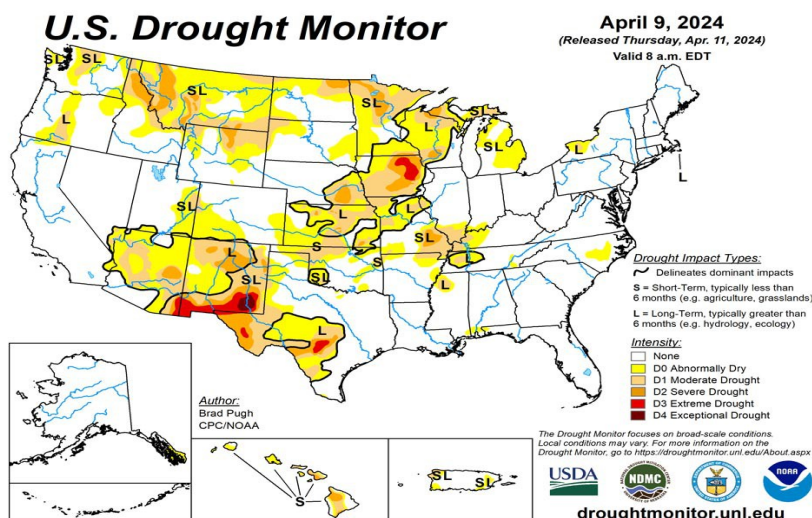 U.S. Drought Monitor
April 9, 2024
(Released Thursday, Apr. 11, 2024)
Valid 8 a.m. EDT
SL
SL
SL
SL
SL
L
L
SL
L
L
L
SL
L
L
S
SL
S
L
SL
SL
L
L
Drought Impact Types:
Delineates dominant impacts
S = Short-Term, typically less than
6 months (e.g. agriculture, grasslands)
L = Long-Term, typically greater than
6 months (e.g. hydrology, ecology)
Intensity:
None
D0 Abnormally Dry
D1 Moderate Drought
D2 Severe Drought
D3 Extreme Drought
D4 Exceptional Drought
Author:
Brad Pugh
CPC/NOAA
S
SL
SL
The Drought Monitor focuses on broad-scale conditions.
Local conditions may vary. For more information on the
Drought Monitor, go to https://droughtmonitor.unl.edu/About.aspx
USDA
NDMC
NOAA
droughtmonitor.unl.edu